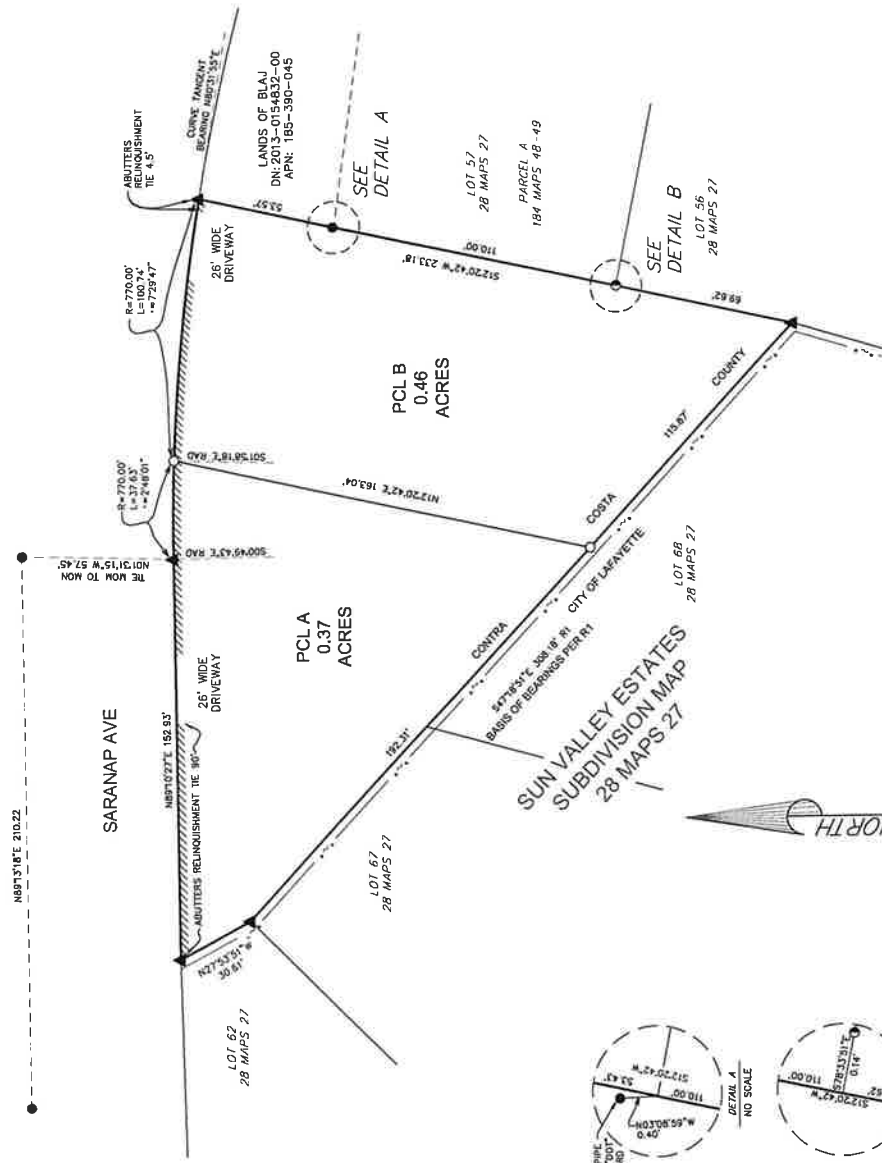 N89°13'18"E 210.22
SARANAP AVE
TIE MOM TO MON
N01°31'15"W 57.45'
R=770.00'
L=37.63'
=2°48'01"
R=770.00'
L=100.74'
=7°29'47"
ABUTTERS
RELINQUISHMENT
TIE 4.5'
CURVE TANGENT
BEARING N80°31'55"E
LANDS OF BLAJ
DN: 2013-0154832-00
APN: 185-390-045
N89°10'27"E 152.93'
26' WIDE
DRIVEWAY
26' WIDE
DRIVEWAY
ABUTTERS RELINQUISHMENT TIE 90'
S00°49'43"E RAD
S01°58'18"E RAD
53.57'
SEE
DETAIL A
LOT 57
28 MAPS 27
PARCEL A
184 MAPS 48-49
110.00'
S12°20'42"W 233.18'
SEE
DETAIL B
LOT 56
28 MAPS 27
69.62'
PCL B
0.46
ACRES
PCL A
0.37
ACRES
N12°20'42"E 163.04'
N27°53'51"W
30.61'
LOT 62
28 MAPS 27
192.31'
115.87'
CONTRA COSTA COUNTY
CITY OF LAFAYETTE
S47°18'51"E 308.18' R1
BASIS OF BEARINGS PER R1
LOT 67
28 MAPS 27
LOT 68
28 MAPS 27
SUN VALLEY ESTATES
SUBDIVISION MAP
28 MAPS 27
NORTH
PIPE
"DOT"
53.43'
S12°20'42"W
110.00'
N03°08'59"W
0.40'
DETAIL A
NO SCALE
110.00'
S12°20'42"W
S78°33'51"E
0.14'